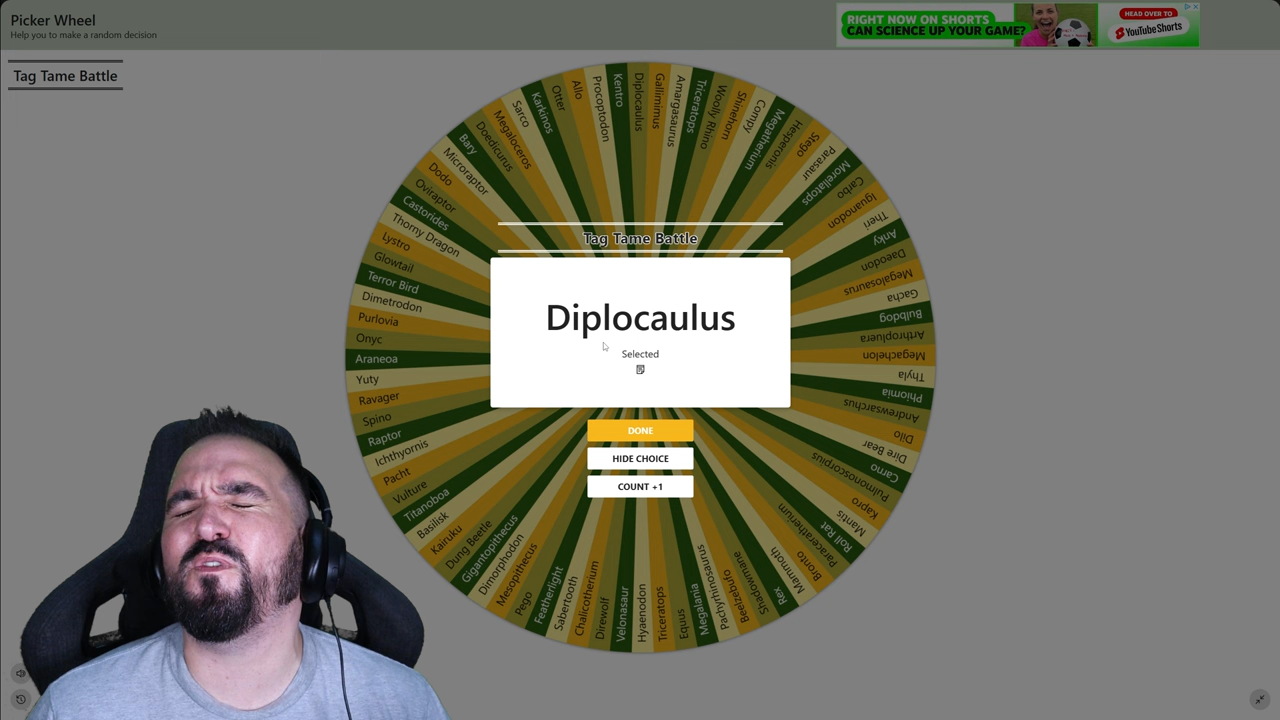 Picker Wheel
Help you to make a random decision
RIGHT NOW ON SHORTS
CAN SCIENCE UP YOUR GAME?
HEAD OVER TO
YouTubeShorts
Tag Tame Battle
Tag Tame Battle
Diplocaulus
Selected
DONE
HIDE CHOICE
COUNT +1
Diplocaulus
Gallimimus
Amargasaurus
Triceratops
Woolly Rhino
Shinehorn
Compy
Megatherium
Hesperornis
Stego
Parasaur
Morellatops
Carbo
Iguanodon
Theri
Anky
Daeodon
Megalosaurus
Gacha
Bulbdog
Arthropluera
Megachelon
Thyla
Phiomia
Andrewsarchus
Dilo
Dire Bear
Carno
Pulmonoscorpius
Kapro
Mantis
Roll Rat
Paraceratherium
Bronto
Mammoth
Rex
Shadowmane
Beelzebufo
Pachyrhinosaurus
Megalania
Equus
Triceratops
Hyaenodon
Velonasaur
Direwolf
Chalicotherium
Sabertooth
Featherlight
Pego
Mesopithecus
Dimorphodon
Gigantopithecus
Dung Beetle
Kairuku
Basilisk
Titanoboa
Vulture
Pacht
Ichthyornis
Raptor
Spino
Ravager
Yuty
Araneoa
Onyc
Purlovia
Dimetrodon
Terror Bird
Glowtail
Lystro
Thorny Dragon
Castorides
Oviraptor
Dodo
Microraptor
Bary
Doedicurus
Megaloceros
Sarco
Karkinos
Otter
Allo
Procoptodon
Kentro